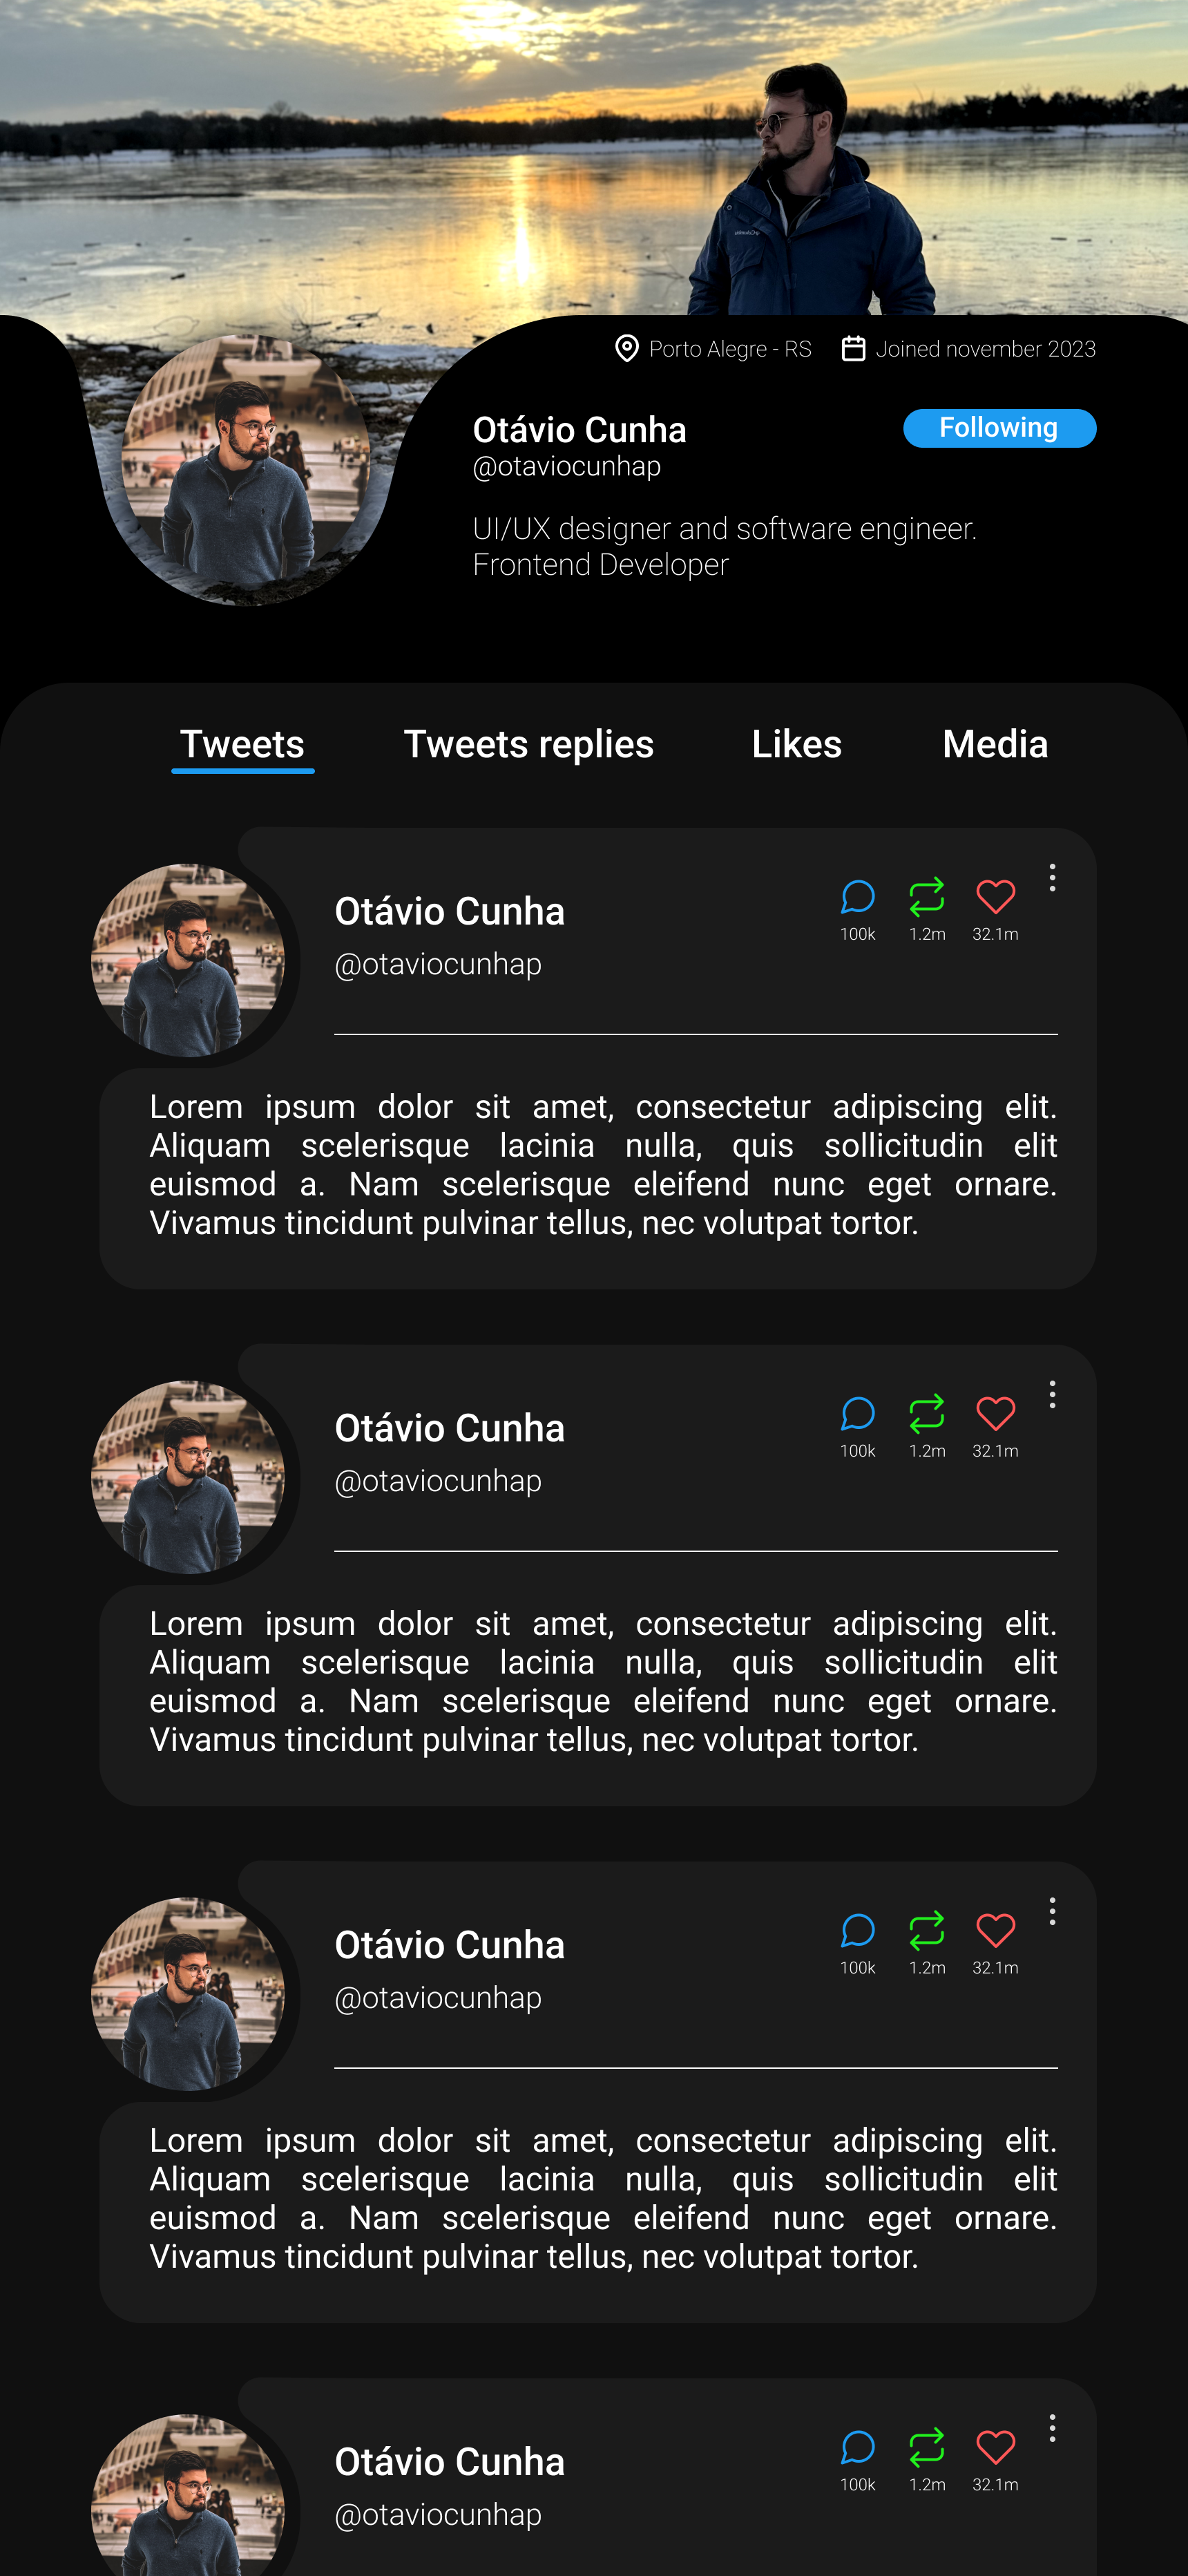 Porto Alegre - RS Joined november 2023
Otávio Cunha Following
@otaviocunhap
UI/UX designer and software engineer.
Frontend Developer
Tweets Tweets replies Likes Media
Otávio Cunha
@otaviocunhap
100k 1.2m 32.1m
Lorem ipsum dolor sit amet, consectetur adipiscing elit.
Aliquam scelerisque lacinia nulla, quis sollicitudin elit
euismod a. Nam scelerisque eleifend nunc eget ornare.
Vivamus tincidunt pulvinar tellus, nec volutpat tortor.
Otávio Cunha
@otaviocunhap
100k 1.2m 32.1m
Lorem ipsum dolor sit amet, consectetur adipiscing elit.
Aliquam scelerisque lacinia nulla, quis sollicitudin elit
euismod a. Nam scelerisque eleifend nunc eget ornare.
Vivamus tincidunt pulvinar tellus, nec volutpat tortor.
Otávio Cunha
@otaviocunhap
100k 1.2m 32.1m
Lorem ipsum dolor sit amet, consectetur adipiscing elit.
Aliquam scelerisque lacinia nulla, quis sollicitudin elit
euismod a. Nam scelerisque eleifend nunc eget ornare.
Vivamus tincidunt pulvinar tellus, nec volutpat tortor.
Otávio Cunha
@otaviocunhap
100k 1.2m 32.1m